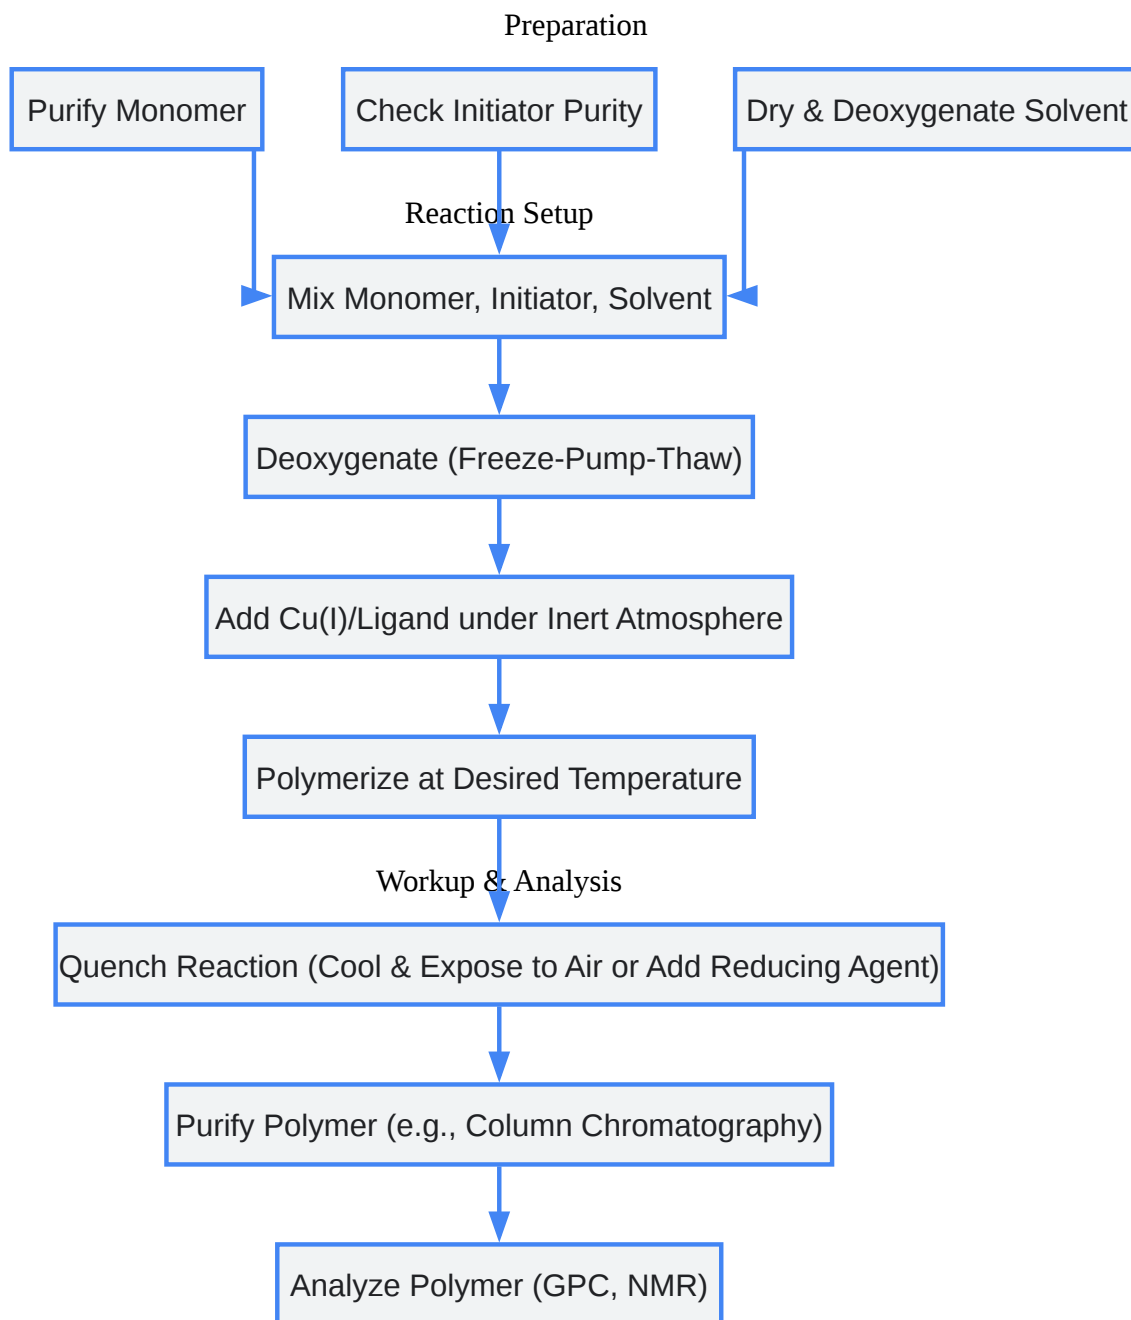 Preparation
Purify Monomer
Check Initiator Purity
Dry & Deoxygenate Solvent
Reaction Setup
Mix Monomer, Initiator, Solvent
Deoxygenate (Freeze-Pump-Thaw)
Add Cu(I)/Ligand under Inert Atmosphere
Polymerize at Desired Temperature
Workup & Analysis
Quench Reaction (Cool & Expose to Air or Add Reducing Agent)
Purify Polymer (e.g., Column Chromatography)
Analyze Polymer (GPC, NMR)